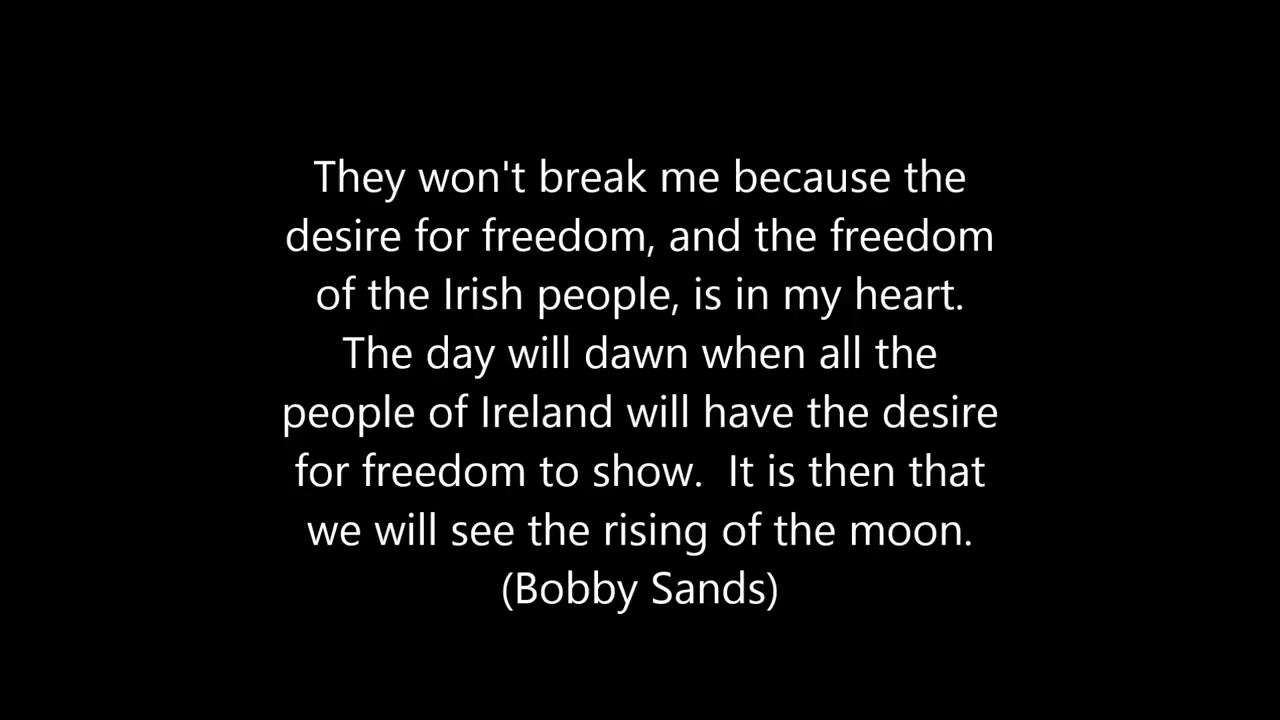 They won't break me because the
desire for freedom, and the freedom
of the Irish people, is in my heart.
The day will dawn when all the
people of Ireland will have the desire
for freedom to show.  It is then that
we will see the rising of the moon.
(Bobby Sands)